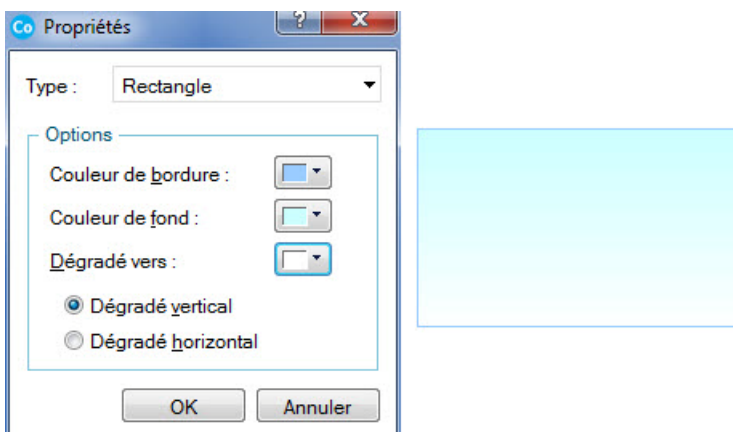 Co Propriétés ?
Type : Rectangle
Options
Couleur de bordure :
Couleur de fond :
Dégradé vers :
Dégradé vertical
Dégradé horizontal
OK Annuler